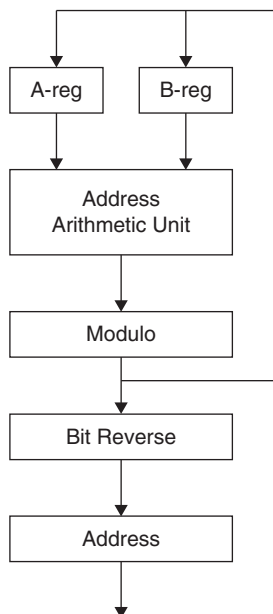 A-reg
B-reg
Address
Arithmetic Unit
Modulo
Bit Reverse
Address